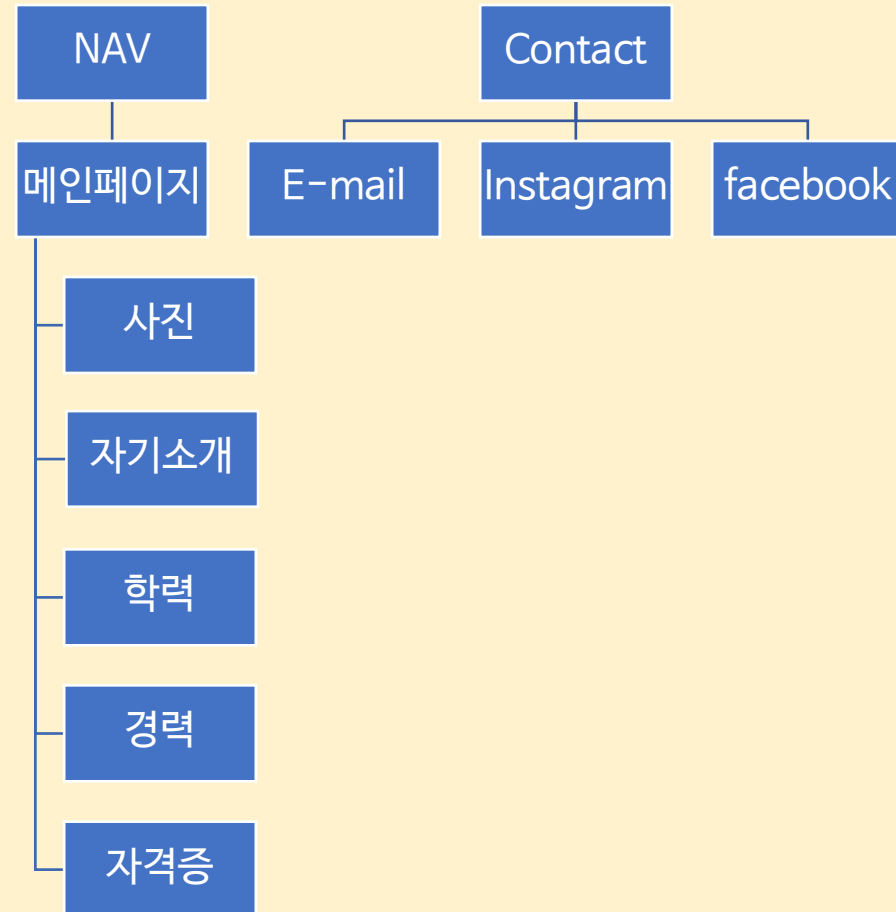 NAV
Contact
메인페이지
E-mail
Instagram
facebook
사진
자기소개
학력
경력
자격증